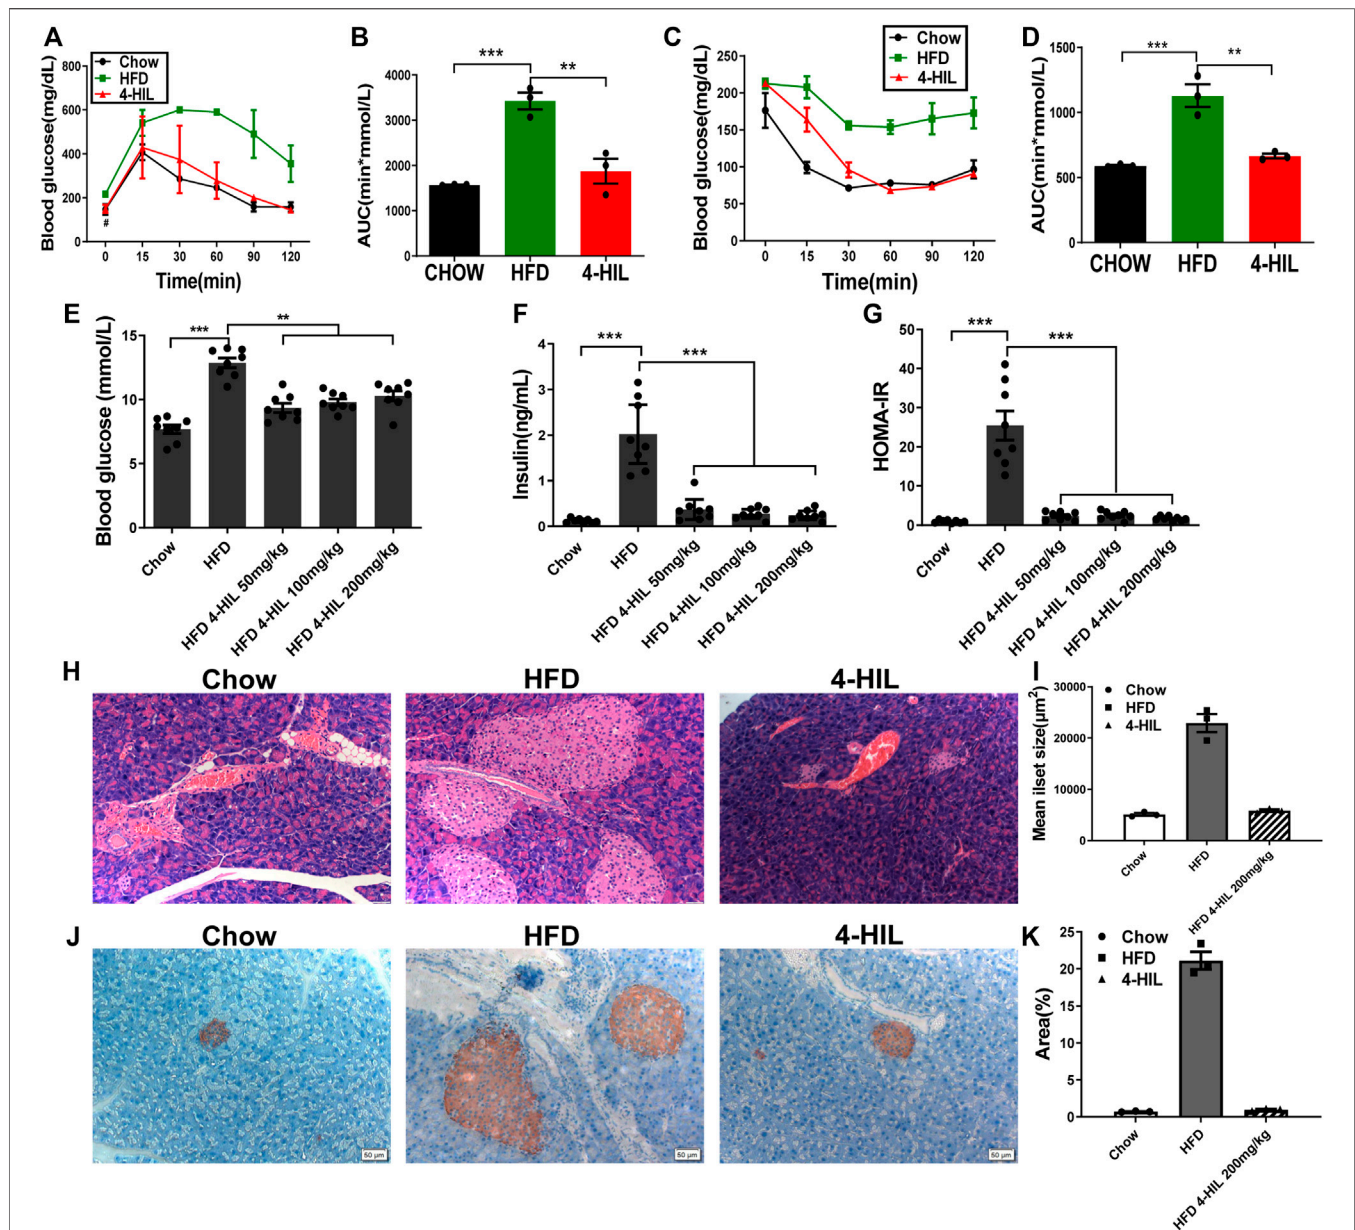 A
Chow
HFD
4-HIL
Blood glucose(mg/dL)
800
600
400
200
0
#
0 15 30 60 90 120
Time(min)
B
***
**
AUC(min*mmol/L)
4000
3000
2000
1000
0
CHOW HFD 4-HIL
C
Chow
HFD
4-HIL
Blood glucose(mg/dL)
250
200
150
100
50
0
0 15 30 60 90 120
Time(min)
D
***
**
AUC(min*mmol/L)
1500
1000
500
0
CHOW HFD 4-HIL
E
***
**
Blood glucose (mmol/L)
15
10
5
0
Chow
HFD
HFD 4-HIL 50mg/kg
HFD 4-HIL 100mg/kg
HFD 4-HIL 200mg/kg
F
***
***
Insulin(ng/mL)
4
3
2
1
0
Chow
HFD
HFD 4-HIL 50mg/kg
HFD 4-HIL 100mg/kg
HFD 4-HIL 200mg/kg
G
***
***
HOMA-IR
50
40
30
20
10
0
Chow
HFD
HFD 4-HIL 50mg/kg
HFD 4-HIL 100mg/kg
HFD 4-HIL 200mg/kg
H
Chow HFD 4-HIL
I
Chow
HFD
4-HIL
Mean ilset size(μm²)
30000
20000
10000
0
Chow
HFD
HFD 4-HIL 200mg/kg
J
Chow HFD 4-HIL
50 μm
50 μm
50 μm
K
Chow
HFD
4-HIL
Area(%)
25
20
15
10
5
0
Chow
HFD
HFD 4-HIL 200mg/kg